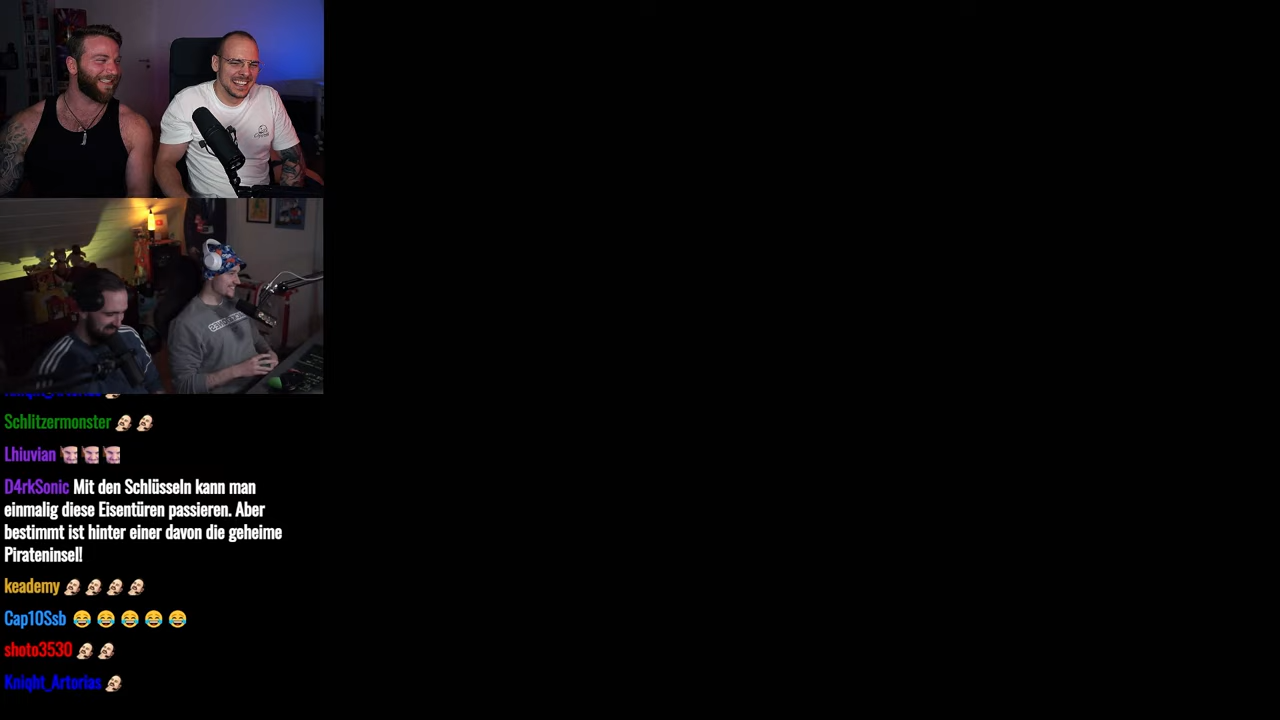 Schlitzermonster
Lhiuvian
D4rkSonic Mit den Schlüsseln kann man
einmalig diese Eisentüren passieren. Aber
bestimmt ist hinter einer davon die geheime
Pirateninsel!
keademy
Cap10Ssb
shoto3530
Knight_Artorias